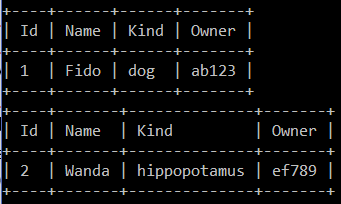 +----+------+------+-------+
| Id | Name | Kind | Owner |
+----+------+------+-------+
| 1  | Fido | dog  | ab123 |
+----+------+------+-------+
+----+-------+--------------+-------+
| Id | Name  | Kind         | Owner |
+----+-------+--------------+-------+
| 2  | Wanda | hippopotamus | ef789 |
+----+-------+--------------+-------+